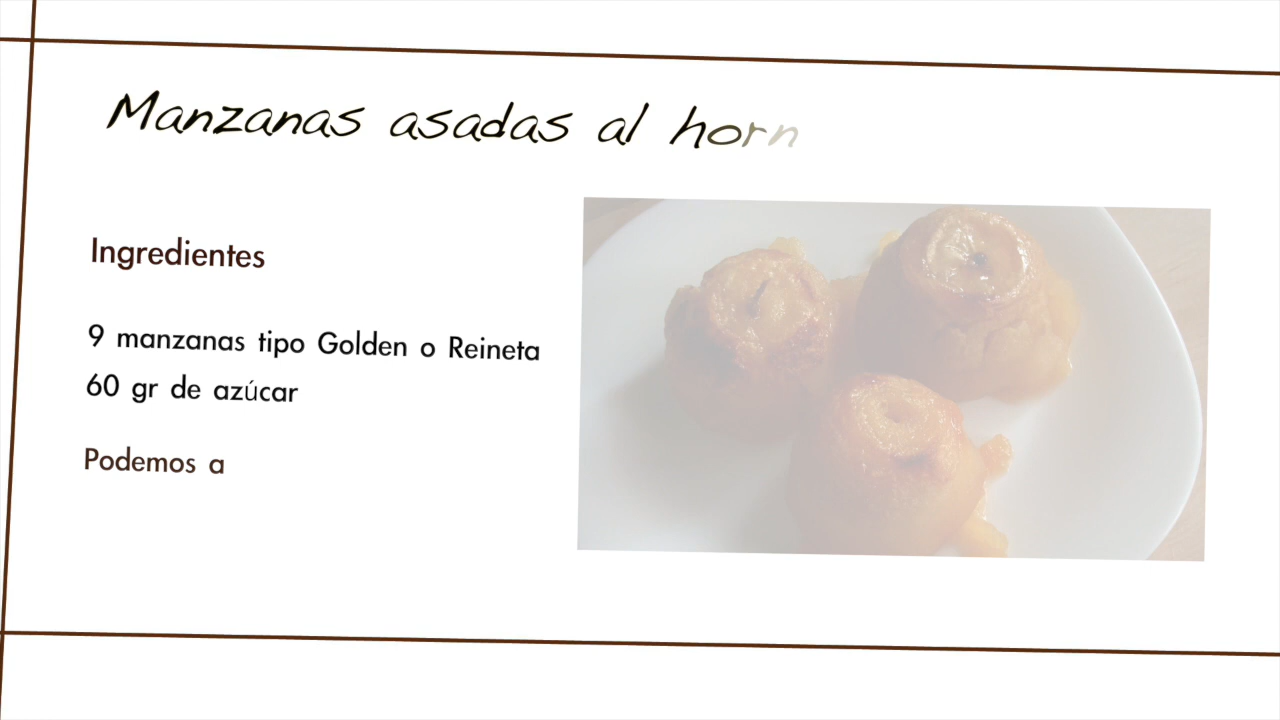 Manzanas asadas al horn
Ingredientes
9 manzanas tipo Golden o Reineta
60 gr de azúcar
Podemos a